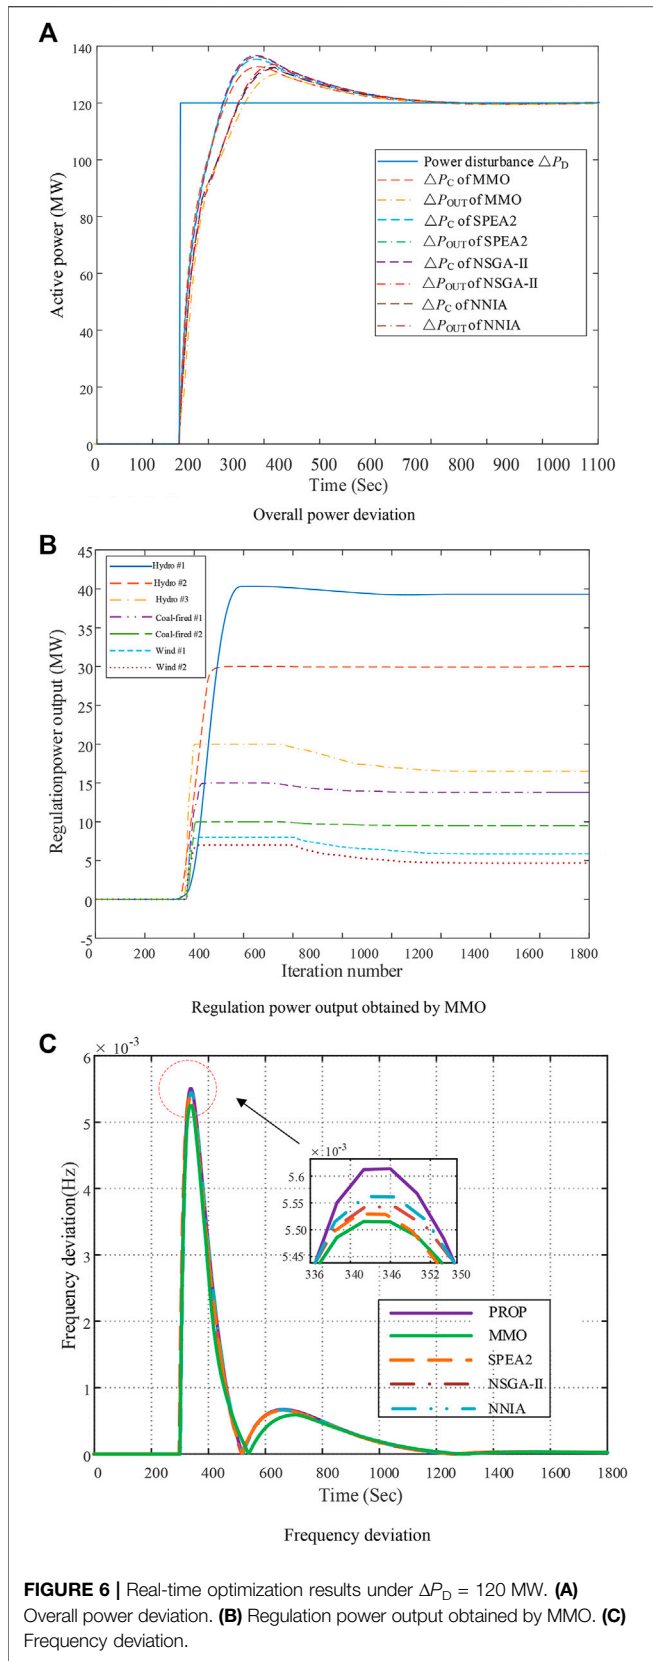 A
140
120
100
80
60
40
20
0
Active power (MW)
Power disturbance △PD
△PC of MMO
△POUT of MMO
△PC of SPEA2
△POUT of SPEA2
△PC of NSGA-II
△POUT of NSGA-II
△PC of NNIA
△POUT of NNIA
0 100 200 300 400 500 600 700 800 900 1000 1100
Time (Sec)
Overall power deviation
B
45
40
35
30
25
20
15
10
5
0
-5
Regulationpower output (MW)
Hydro #1
Hydro #2
Hydro #3
Coal-fired #1
Coal-fired #2
Wind #1
Wind #2
0 200 400 600 800 1000 1200 1400 1600 1800
Iteration number
Regulation power output obtained by MMO
C
× 10-3
6
5
4
3
2
1
0
Frequency deviation(Hz)
× 10-3
5.6
5.55
5.50
5.45
336 340 346 352 350
PROP
MMO
SPEA2
NSGA-II
NNIA
0 200 400 600 800 1000 1200 1400 1600 1800
Time (Sec)
Frequency deviation
FIGURE 6 | Real-time optimization results under ΔPD = 120 MW. (A)
Overall power deviation. (B) Regulation power output obtained by MMO. (C)
Frequency deviation.